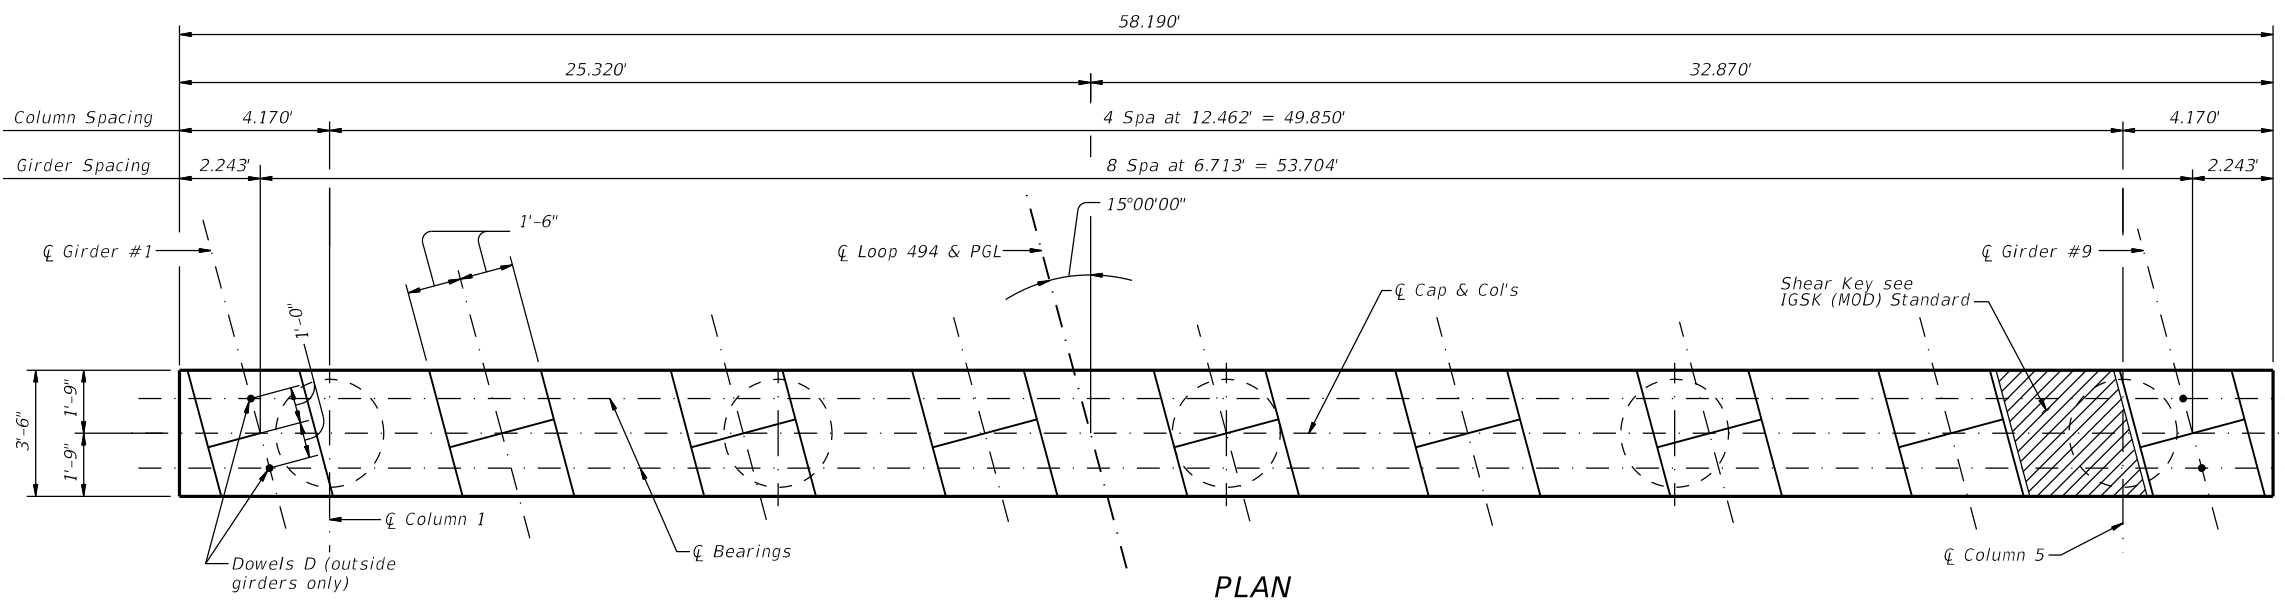 58.190'
25.320'
32.870'
Column Spacing
4.170'
4 Spa at 12.462' = 49.850'
4.170'
Girder Spacing
2.243'
8 Spa at 6.713' = 53.704'
2.243'
15°00'00"
1'-6"
℄ Girder #1
℄ Loop 494 & PGL
℄ Girder #9
Shear Key see
IGSK (MOD) Standard
℄ Cap & Col's
1'-0"
3'-6"
1'-9"
1'-9"
℄ Column 1
℄ Bearings
℄ Column 5
Dowels D (outside
girders only)
PLAN